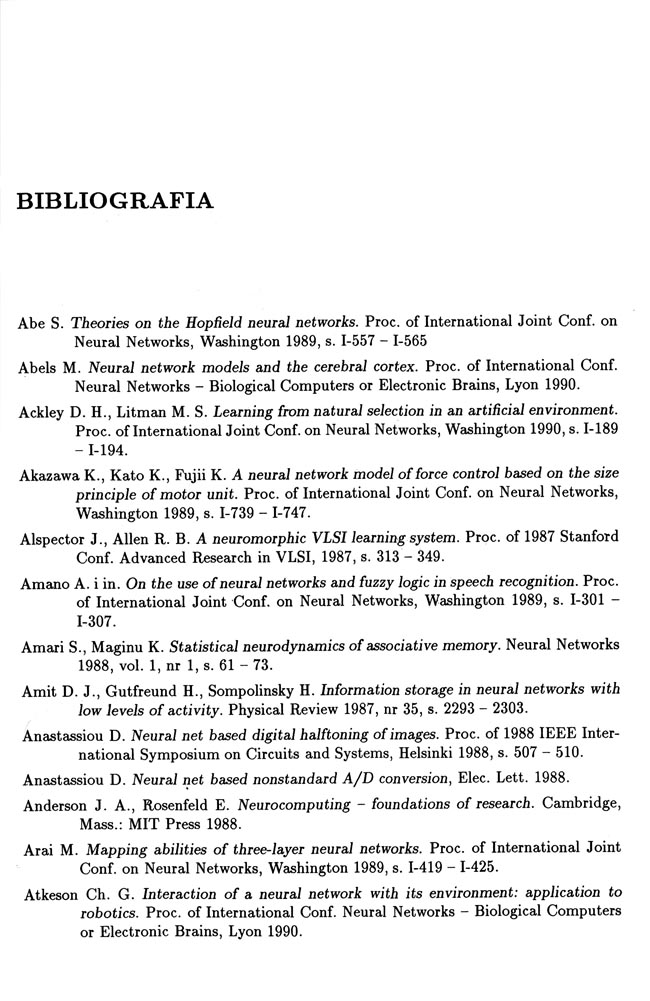 BIBLIOGRAFIA
Abe S. Theories on the Hopfield neural networks. Proc. of International Joint Conf. on
Neural Networks, Washington 1989, s. I-557 – I-565
Abels M. Neural network models and the cerebral cortex. Proc. of International Conf.
Neural Networks – Biological Computers or Electronic Brains, Lyon 1990.
Ackley D. H., Litman M. S. Learning from natural selection in an artificial environment.
Proc. of International Joint Conf. on Neural Networks, Washington 1990, s. I-189
– I-194.
Akazawa K., Kato K., Fujii K. A neural network model of force control based on the size
principle of motor unit. Proc. of International Joint Conf. on Neural Networks,
Washington 1989, s. I-739 – I-747.
Alspector J., Allen R. B. A neuromorphic VLSI learning system. Proc. of 1987 Stanford
Conf. Advanced Research in VLSI, 1987, s. 313 – 349.
Amano A. i in. On the use of neural networks and fuzzy logic in speech recognition. Proc.
of International Joint Conf. on Neural Networks, Washington 1989, s. I-301 –
I-307.
Amari S., Maginu K. Statistical neurodynamics of associative memory. Neural Networks
1988, vol. 1, nr 1, s. 61 – 73.
Amit D. J., Gutfreund H., Sompolinsky H. Information storage in neural networks with
low levels of activity. Physical Review 1987, nr 35, s. 2293 – 2303.
Anastassiou D. Neural net based digital halftoning of images. Proc. of 1988 IEEE Inter-
national Symposium on Circuits and Systems, Helsinki 1988, s. 507 – 510.
Anastassiou D. Neural net based nonstandard A/D conversion, Elec. Lett. 1988.
Anderson J. A., Rosenfeld E. Neurocomputing – foundations of research. Cambridge,
Mass.: MIT Press 1988.
Arai M. Mapping abilities of three-layer neural networks. Proc. of International Joint
Conf. on Neural Networks, Washington 1989, s. I-419 – I-425.
Atkeson Ch. G. Interaction of a neural network with its environment: application to
robotics. Proc. of International Conf. Neural Networks – Biological Computers
or Electronic Brains, Lyon 1990.